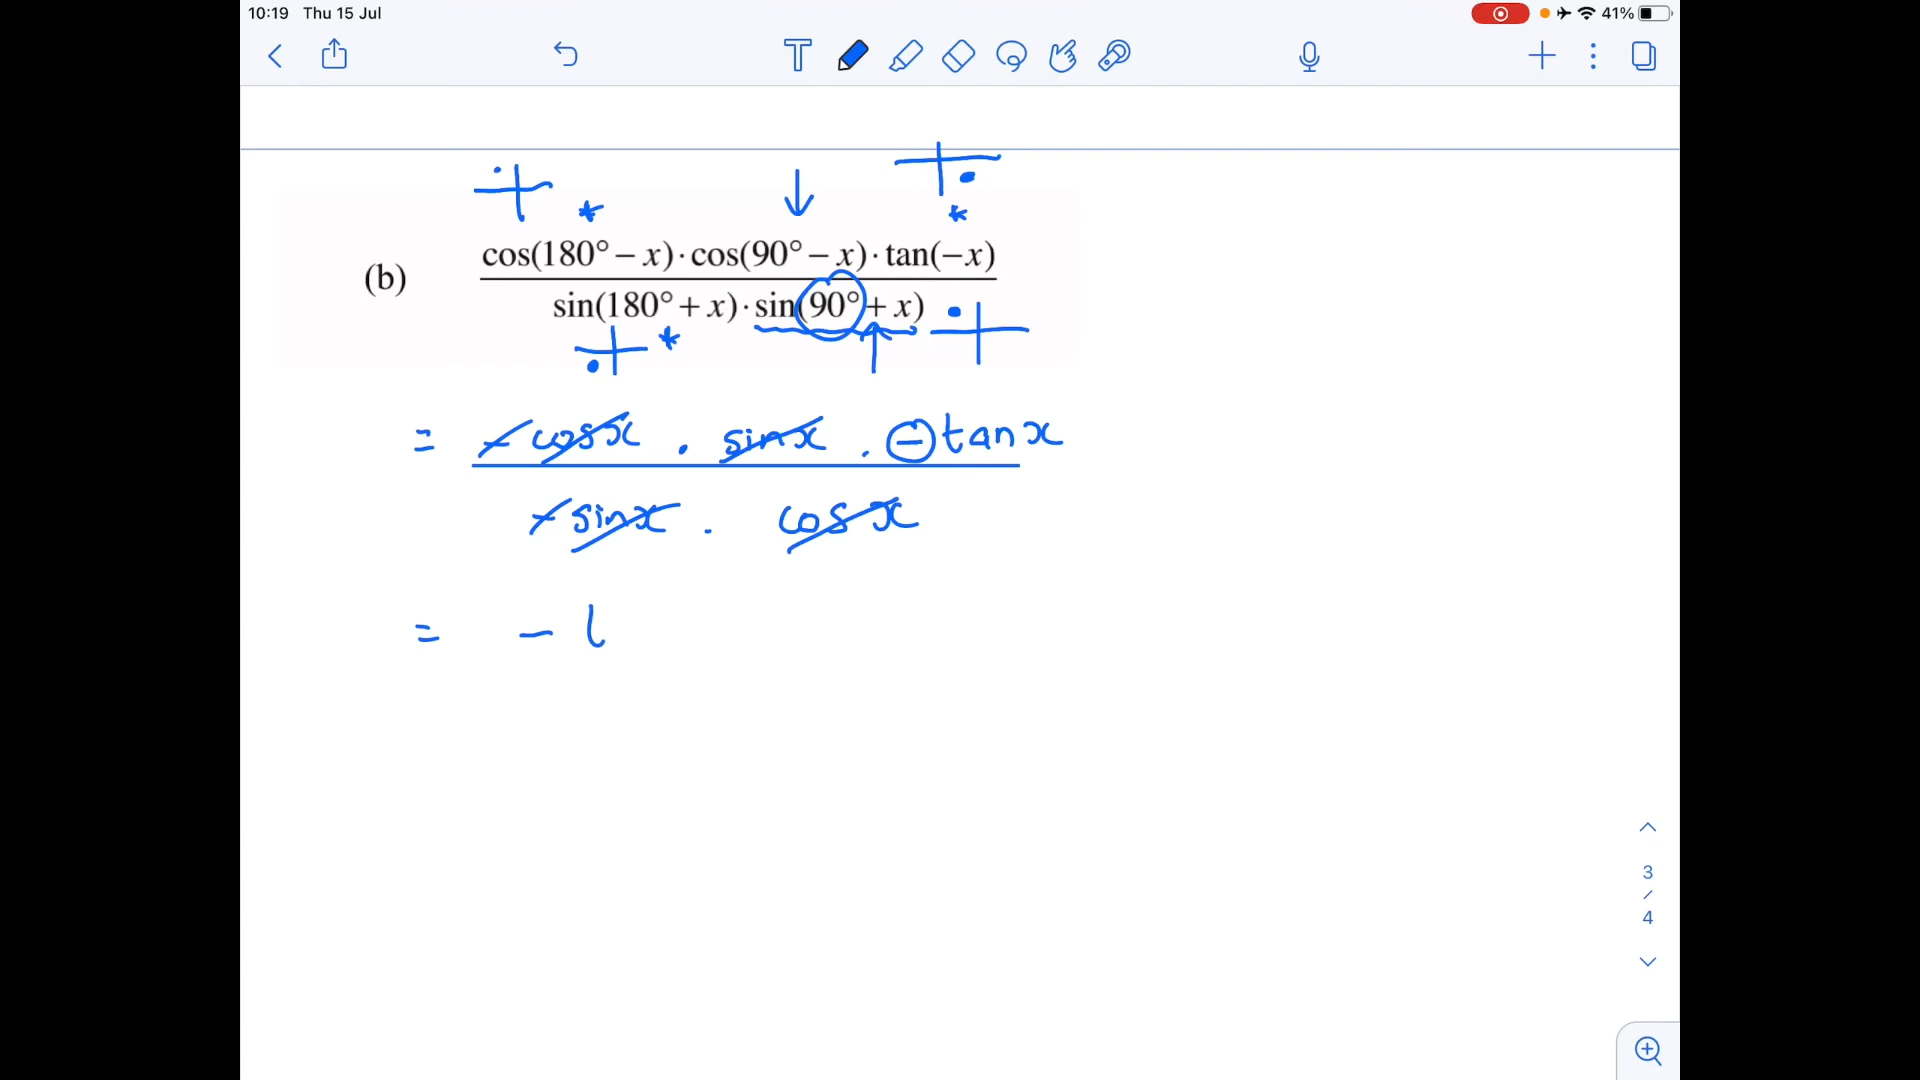 10:19 Thu 15 Jul 41%
T
* *
(b) cos(180° − x) · cos(90° − x) · tan(−x)
sin(180° + x) · sin(90° + x)
*
= − cos x . sin x . − tan x
− sin x . cos x
= −
3
/
4